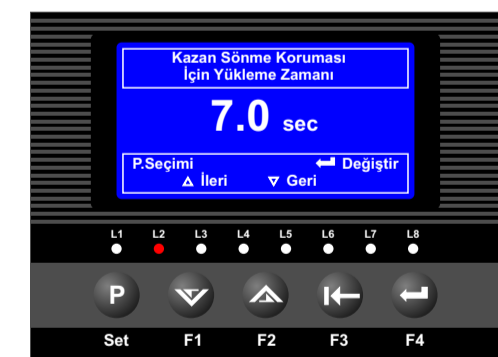 Kazan Sönme Koruması
İçin Yükleme Zamanı
7.0 sec
P.Seçimi Değiştir
İleri Geri
L1 L2 L3 L4 L5 L6 L7 L8
P
Set F1 F2 F3 F4